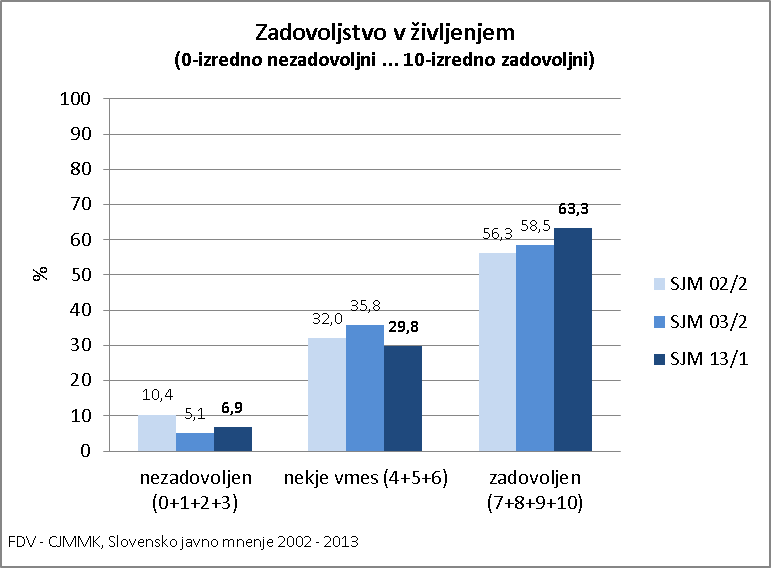 Zadovoljstvo v življenjem
(0-izredno nezadovoljni ... 10-izredno zadovoljni)
100
90
80
70
60
50
40
30
20
10
0
%
10,4
5,1
6,9
32,0
35,8
29,8
56,3
58,5
63,3
nezadovoljen
(0+1+2+3)
nekje vmes (4+5+6)
zadovoljen
(7+8+9+10)
SJM 02/2
SJM 03/2
SJM 13/1
FDV - CJMMK, Slovensko javno mnenje 2002 - 2013